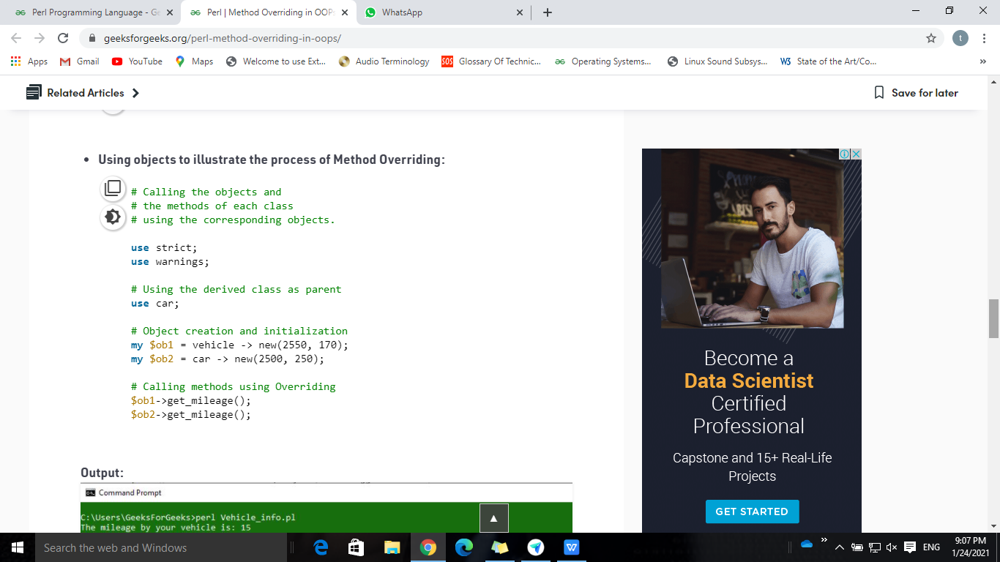 Perl Programming Language - Ge
Perl | Method Overriding in OOPs
WhatsApp
geeksforgeeks.org/perl-method-overriding-in-oops/
t
Apps
Gmail
YouTube
Maps
Welcome to use Ext...
Audio Terminology
SOS
Glossary Of Technic...
Operating Systems...
Linux Sound Subsys...
W3
State of the Art/Co...
»
Related Articles
Save for later
• Using objects to illustrate the process of Method Overriding:
# Calling the objects and
# the methods of each class
# using the corresponding objects.
use strict;
use warnings;
# Using the derived class as parent
use car;
# Object creation and initialization
my $ob1 = vehicle -> new(2550, 170);
my $ob2 = car -> new(2500, 250);
# Calling methods using Overriding
$ob1->get_mileage();
$ob2->get_mileage();
Output:
Command Prompt
C:\Users\GeeksForGeeks>perl Vehicle_info.pl
The mileage by your vehicle is: 15
Become a
Data Scientist
Certified
Professional
Capstone and 15+ Real-Life
Projects
GET STARTED
Search the web and Windows
ENG
9:07 PM
1/24/2021